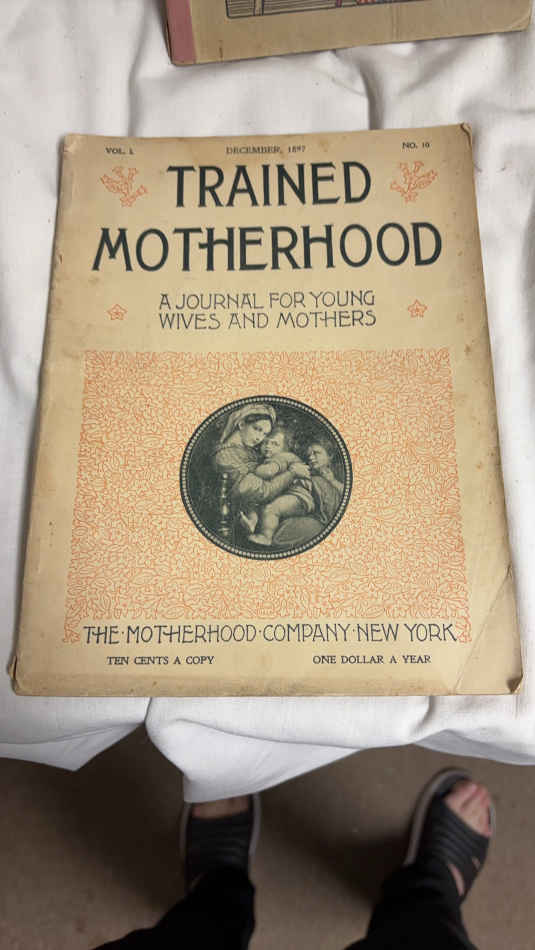 VOL. I.
DECEMBER, 1897
NO. 10
TRAINED
MOTHERHOOD
A JOURNAL FOR YOUNG
WIVES AND MOTHERS
THE·MOTHERHOOD·COMPANY·NEW YORK
TEN CENTS A COPY
ONE DOLLAR A YEAR